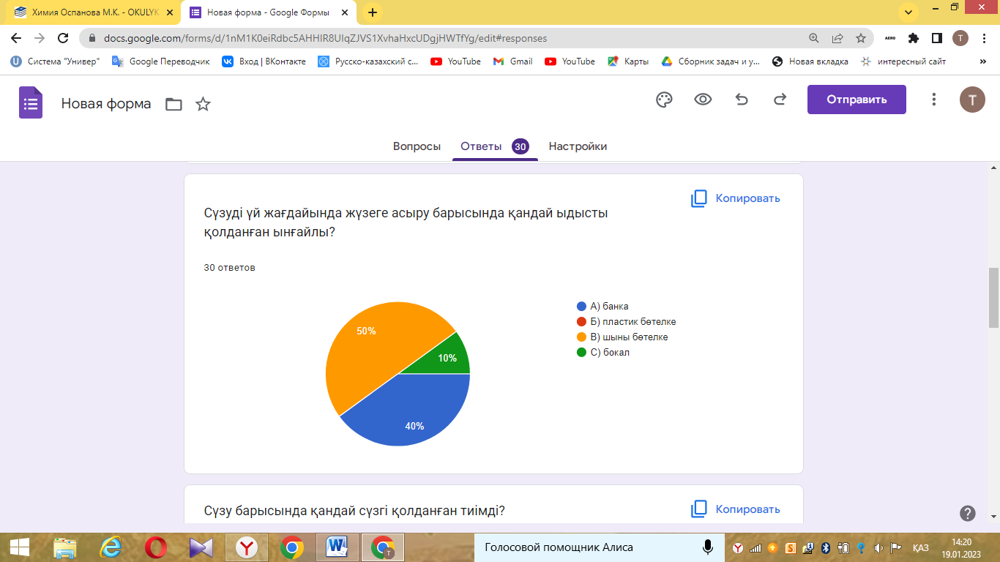 Химия Оспанова М.К. - OKULYK
Новая форма - Google Формы
docs.google.com/forms/d/1nM1K0eiRdbc5AHHIR8UIqZJVS1XvhaHxcUDgjHWTfYg/edit#responses
AERO
T
Система "Универ"
Google Переводчик
Вход | ВКонтакте
Русско-казахский с...
YouTube
Gmail
YouTube
Карты
Сборник задач и у...
Новая вкладка
интересный сайт
»
Новая форма
Отправить
T
Вопросы
Ответы 30
Настройки
Копировать
Сүзуді үй жағдайында жүзеге асыру барысында қандай ыдысты
қолданған ынғайлы?
30 ответов
50%
10%
40%
А) банка
Б) пластик бөтелке
В) шыны бөтелке
С) бокал
Сүзу барысында қандай сүзгі қолданған тиімді?
Копировать
Голосовой помощник Алиса
ҚАЗ
14:20
19.01.2023